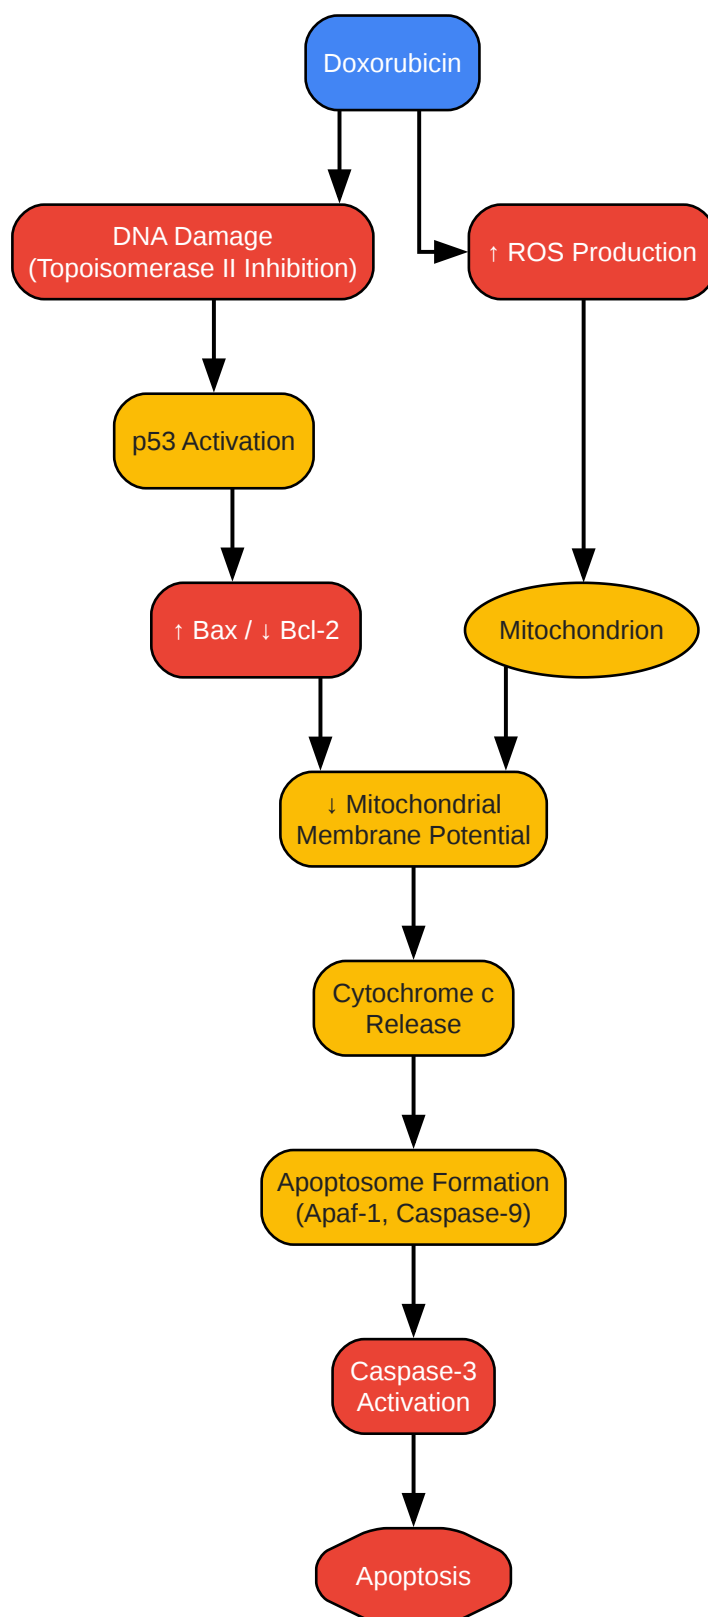 Doxorubicin
DNA Damage
(Topoisomerase II Inhibition)
↑ ROS Production
p53 Activation
↑ Bax / ↓ Bcl-2
Mitochondrion
↓ Mitochondrial
Membrane Potential
Cytochrome c
Release
Apoptosome Formation
(Apaf-1, Caspase-9)
Caspase-3
Activation
Apoptosis